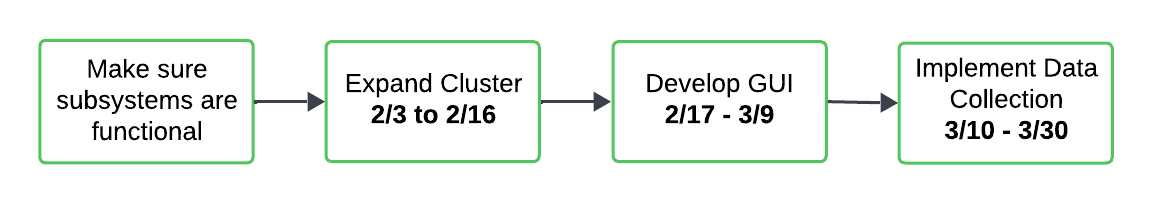 Make sure
subsystems are
functional
Expand Cluster
2/3 to 2/16
Develop GUI
2/17 - 3/9
Implement Data
Collection
3/10 - 3/30